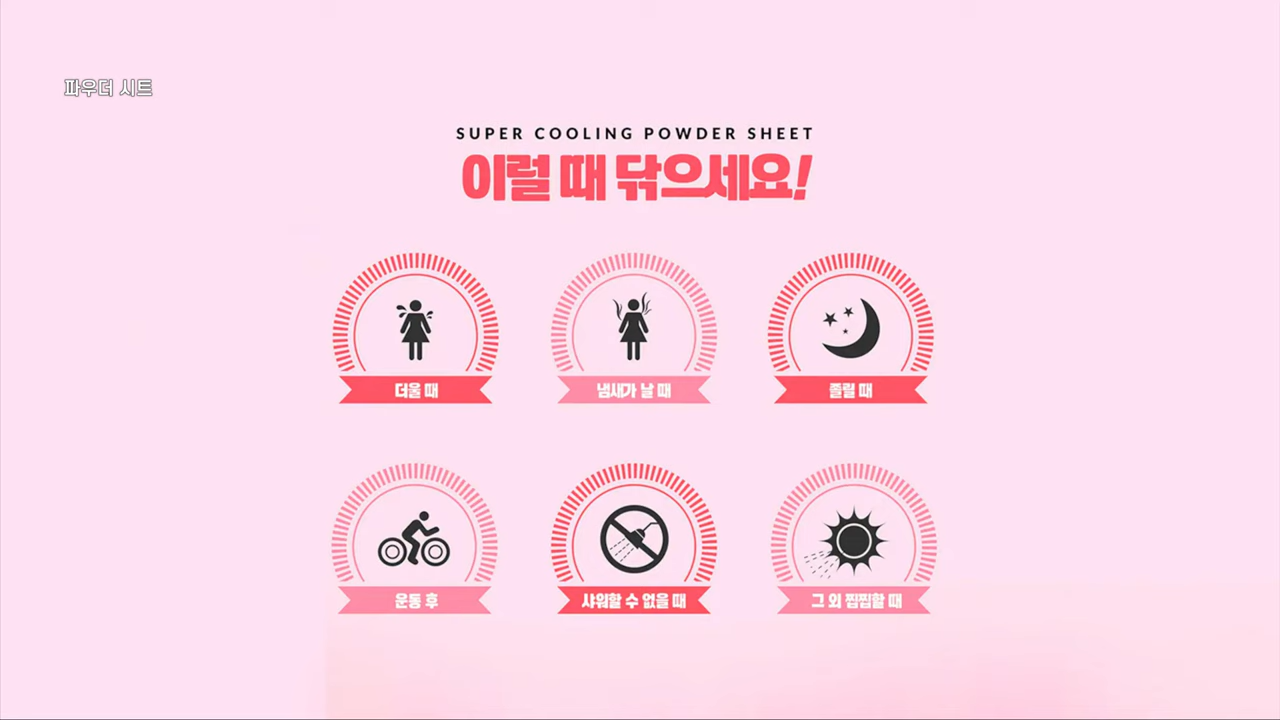 파우더 시트
SUPER COOLING POWDER SHEET
이럴 때 닦으세요!
더울 때
냄새가 날 때
졸릴 때
운동 후
샤워할 수 없을 때
그 외 찝찝할 때